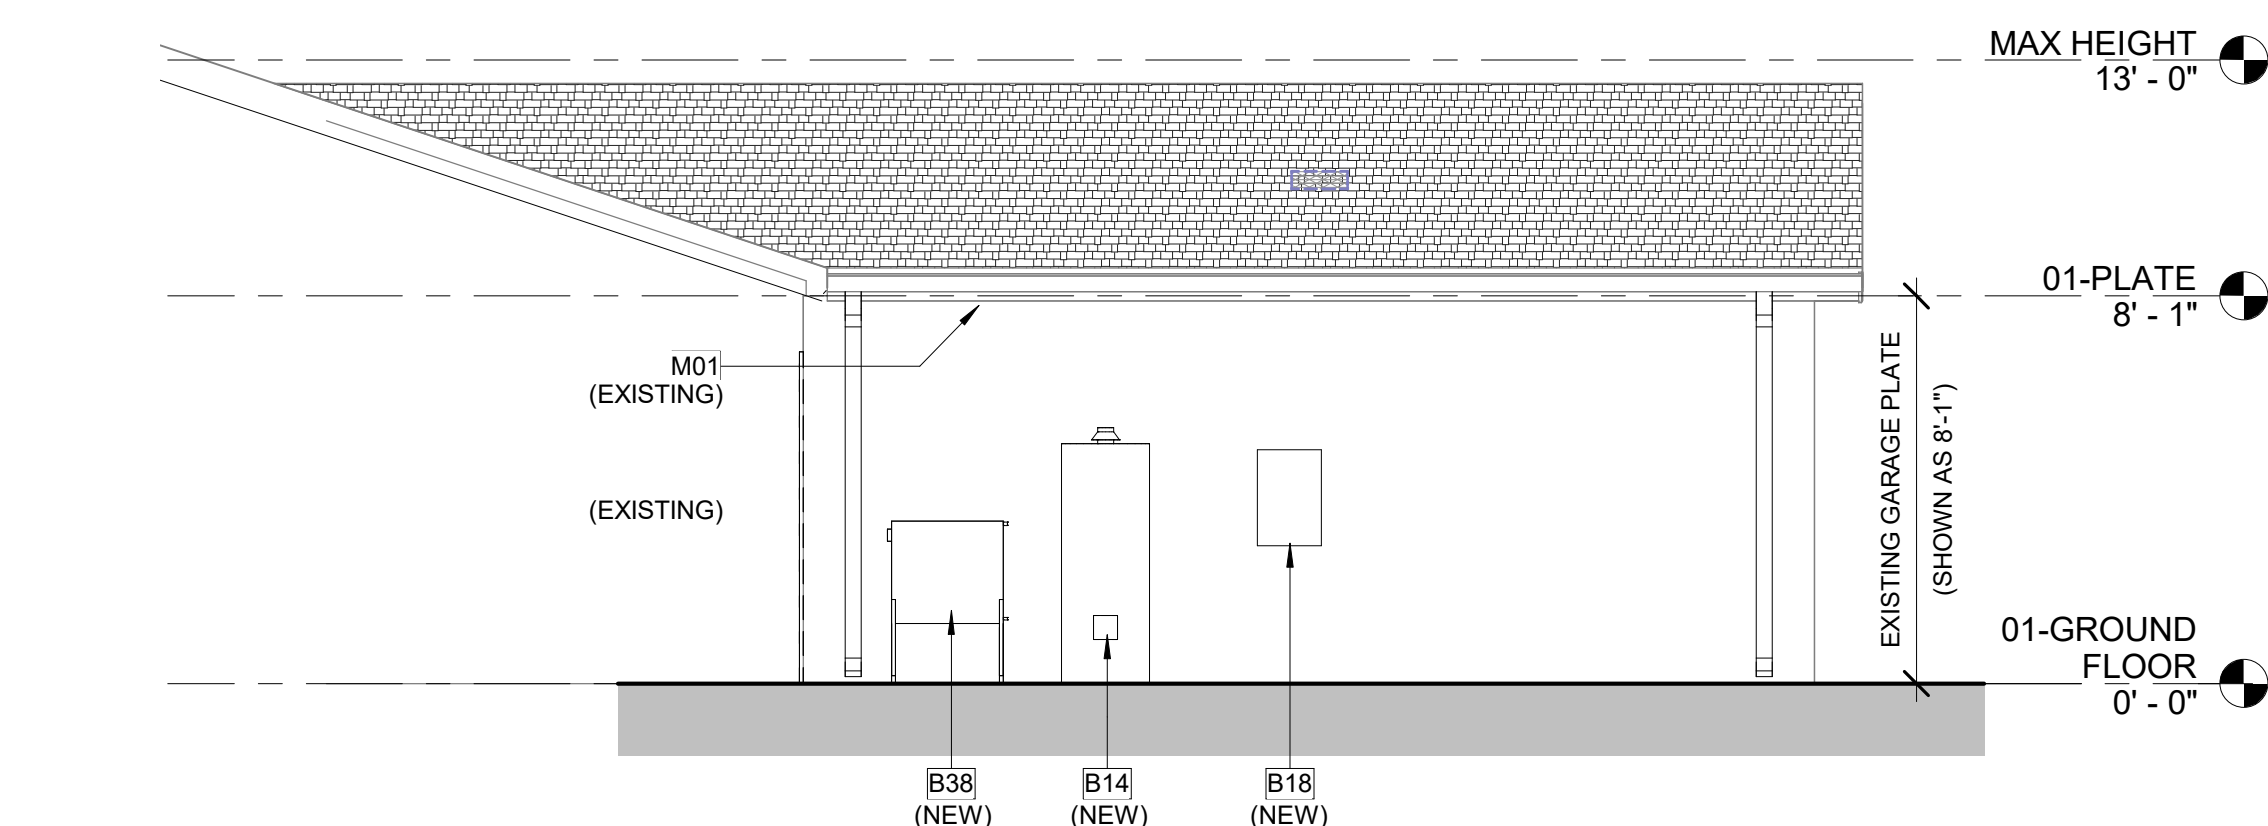 MAX HEIGHT
13' - 0"
01-PLATE
8' - 1"
M01
(EXISTING)
(EXISTING)
EXISTING GARAGE PLATE
(SHOWN AS 8'-1")
01-GROUND
FLOOR
0' - 0"
B38
(NEW)
B14
(NEW)
B18
(NEW)